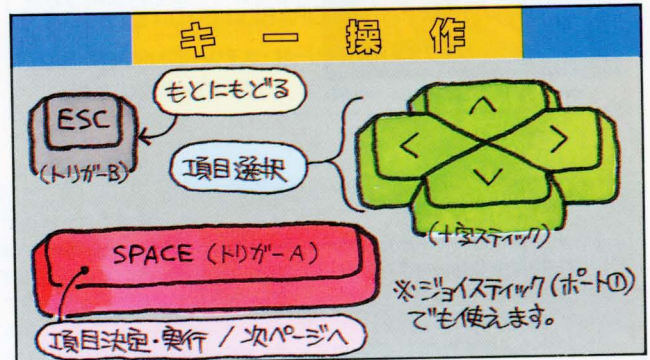 キー操作
もとにもどる
ESC
(トリガーB)
項目選択
(十字スティック)
SPACE (トリガーA)
項目決定・実行 / 次ページへ
※ジョイスティック(ポート①)
でも使えます。